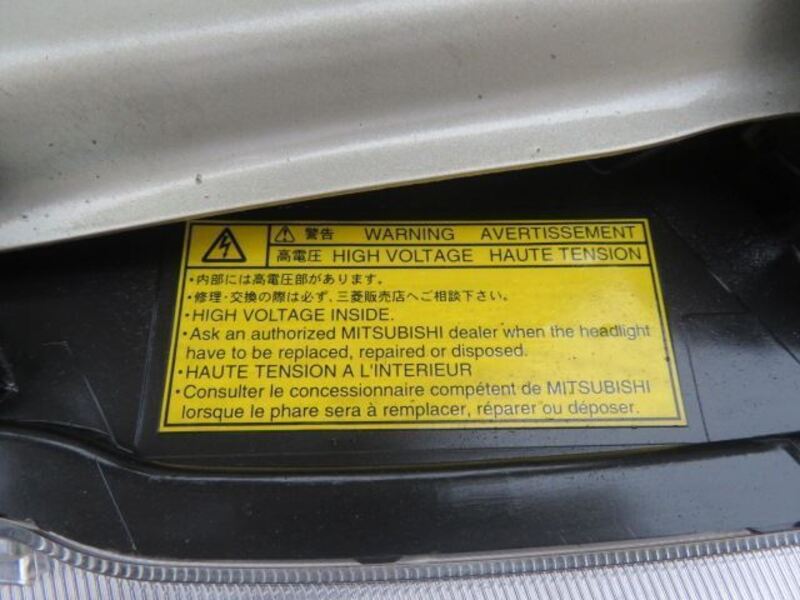 警告 WARNING AVERTISSEMENT
高電圧 HIGH VOLTAGE HAUTE TENSION
・内部には高電圧部があります。
・修理・交換の際は必ず、三菱販売店へご相談下さい。
・HIGH VOLTAGE INSIDE.
・Ask an authorized MITSUBISHI dealer when the headlight
have to be replaced, repaired or disposed.
・HAUTE TENSION A L'INTERIEUR
・Consulter le concessionnaire compétent de MITSUBISHI
lorsque le phare sera à remplacer, réparer ou déposer.